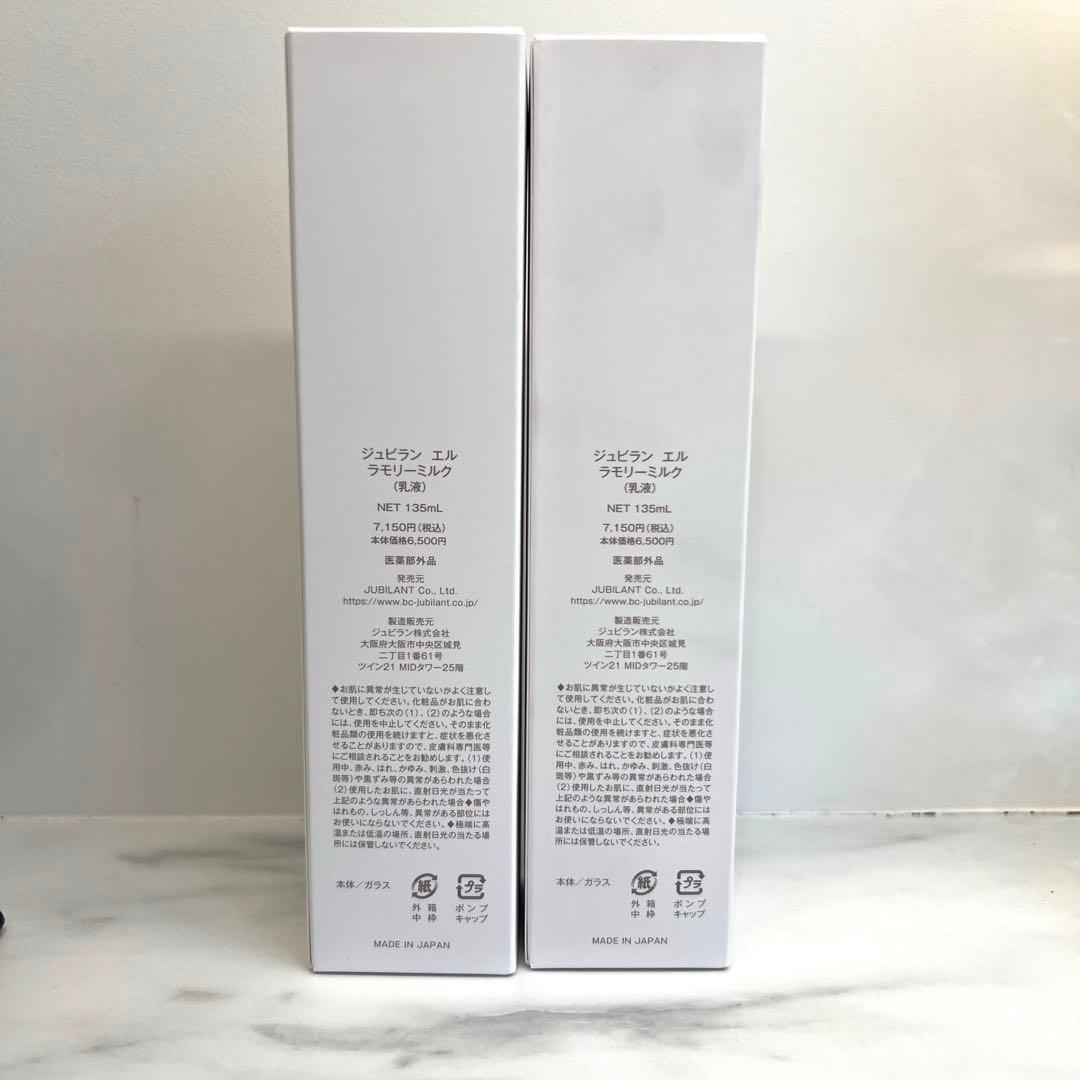 ジュビラン エル
ラモリーミルク
(乳液)
NET 135mL
7,150円(税込)
本体価格6,500円
医薬部外品
発売元
JUBILANT Co., Ltd.
https://www.bc-jubilant.co.jp/
製造販売元
ジュビラン株式会社
大阪府大阪市中央区城見
二丁目1番61号
ツイン21 MIDタワー25階
◆お肌に異常が生じていないかよく注意し
て使用してください。化粧品がお肌に合わ
ないとき、即ち次の(1)、(2)のような場合
には、使用を中止してください。そのまま化
粧品類の使用を続けますと、症状を悪化さ
せることがありますので、皮膚科専門医等
にご相談されることをお勧めします。(1)使
用中、赤み、はれ、かゆみ、刺激、色抜け(白
斑等)や黒ずみ等の異常があらわれた場合
(2)使用したお肌に、直射日光が当たって
上記のような異常があらわれた場合◆傷や
はれもの、しっしん等、異常がある部位には
お使いにならないでください。◆極端に高
温または低温の場所、直射日光の当たる場
所には保管しないでください。
本体/ガラス
紙
プラ
外箱
中枠
ポンプ
キャップ
MADE IN JAPAN
ジュビラン エル
ラモリーミルク
(乳液)
NET 135mL
7,150円(税込)
本体価格6,500円
医薬部外品
発売元
JUBILANT Co., Ltd.
https://www.bc-jubilant.co.jp/
製造販売元
ジュビラン株式会社
大阪府大阪市中央区城見
二丁目1番61号
ツイン21 MIDタワー25階
◆お肌に異常が生じていないかよく注意し
て使用してください。化粧品がお肌に合わ
ないとき、即ち次の(1)、(2)のような場合
には、使用を中止してください。そのまま化
粧品類の使用を続けますと、症状を悪化さ
せることがありますので、皮膚科専門医等
にご相談されることをお勧めします。(1)使
用中、赤み、はれ、かゆみ、刺激、色抜け(白
斑等)や黒ずみ等の異常があらわれた場合
(2)使用したお肌に、直射日光が当たって
上記のような異常があらわれた場合◆傷や
はれもの、しっしん等、異常がある部位には
お使いにならないでください。◆極端に高
温または低温の場所、直射日光の当たる場
所には保管しないでください。
本体/ガラス
紙
プラ
外箱
中枠
ポンプ
キャップ
MADE IN JAPAN